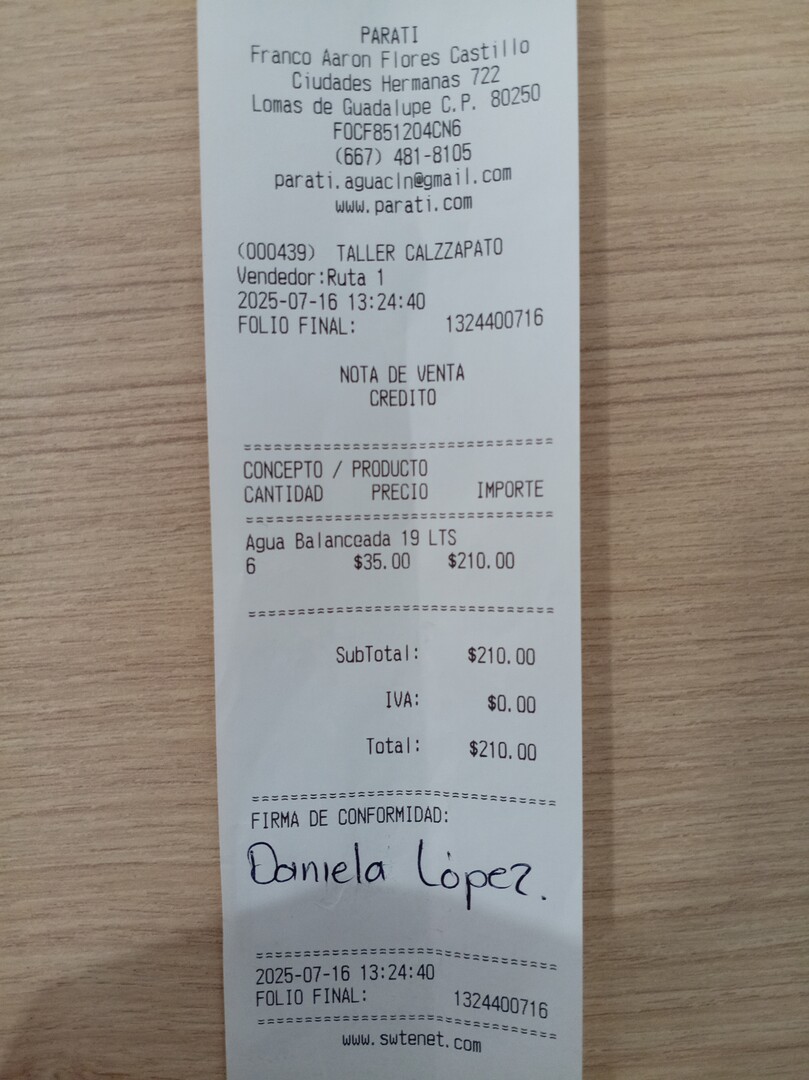 PARATI
Franco Aaron Flores Castillo
Ciudades Hermanas 722
Lomas de Guadalupe C.P. 80250
FOCF851204CN6
(667) 481-8105
parati.aguacln@gmail.com
www.parati.com
(000439) TALLER CALZZAPATO
Vendedor:Ruta 1
2025-07-16 13:24:40
FOLIO FINAL: 1324400716
NOTA DE VENTA
CREDITO
==================================
CONCEPTO / PRODUCTO
CANTIDAD PRECIO IMPORTE
==================================
Agua Balanceada 19 LTS
6 $35.00 $210.00
==================================
SubTotal: $210.00
IVA: $0.00
Total: $210.00
==================================
FIRMA DE CONFORMIDAD:
Daniela López.
==================================
2025-07-16 13:24:40
FOLIO FINAL: 1324400716
==================================
www.swtenet.com